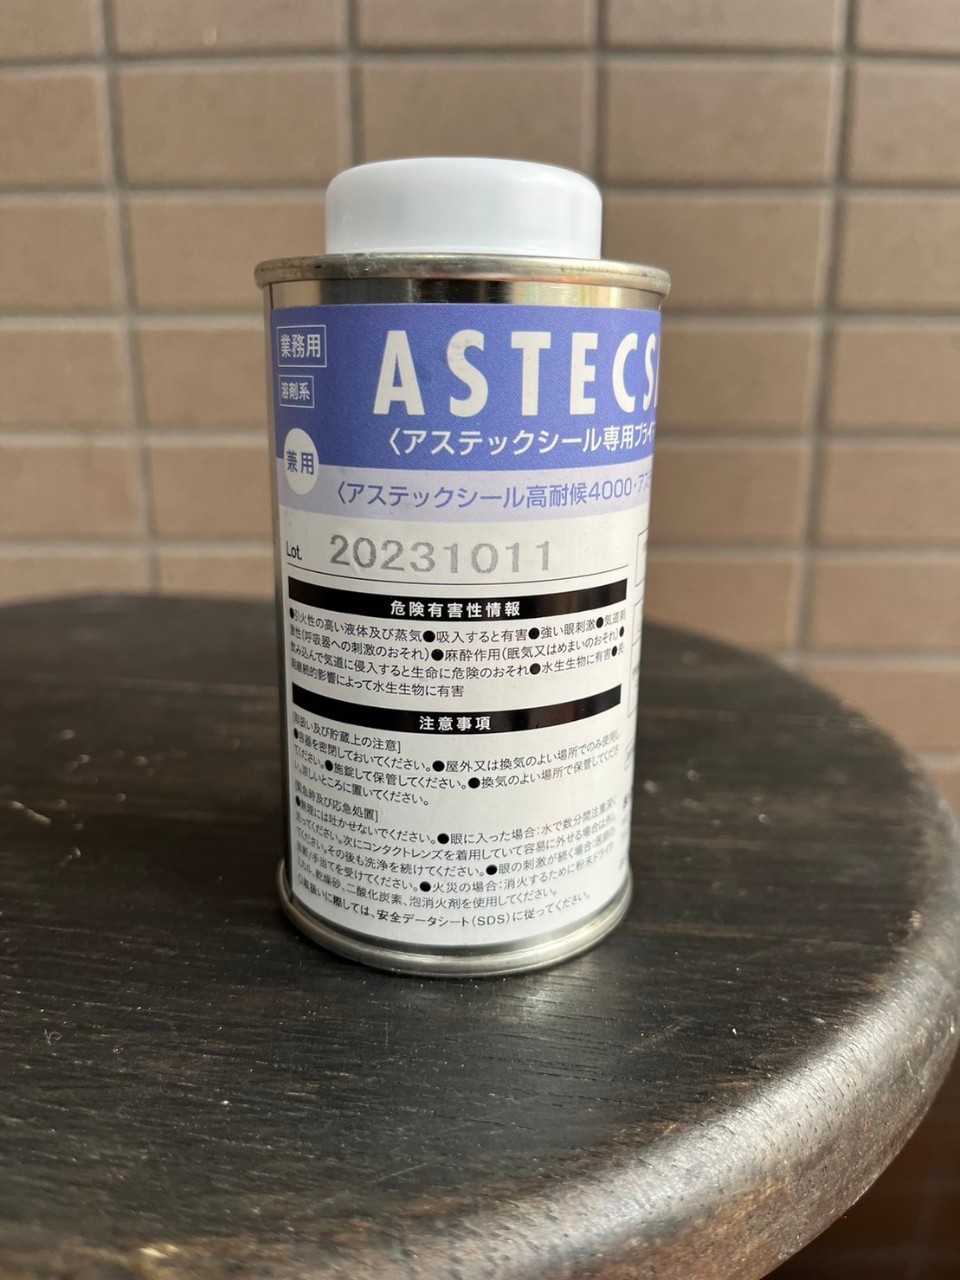 業務用
溶剤系
ASTECS
〈アステックシール専用プライ
兼用
〈アステックシール高耐候4000・アス
Lot. 20231011
危険有害性情報
●引火性の高い液体及び蒸気●吸入すると有害●強い眼刺激●気道刺
激性(呼吸器への刺激のおそれ)●麻酔作用(眠気又はめまいのおそれ)●
飲み込んで気道に侵入すると生命に危険のおそれ●水生生物に有害●長
期継続的影響によって水生生物に有害
注意事項
[取扱い及び貯蔵上の注意]
●容器を密閉しておいてください。●屋外又は換気のよい場所でのみ使用し
てください。●施錠して保管してください。●換気のよい場所で保管してくださ
い。涼しいところに置いてください。
[緊急時及び応急処置]
●無理には吐かせないでください。●眼に入った場合:水で数分間注意深く
洗ってください。次にコンタクトレンズを着用していて容易に外せる場合は外し
てください。その後も洗浄を続けてください。●眼の刺激が続く場合:医師の
診断/手当てを受けてください。●火災の場合:消火するために粉末ドライケ
ミカル、乾燥砂、二酸化炭素、泡消火剤を使用してください。
◎取扱いに際しては、安全データシート(SDS)に従ってください。